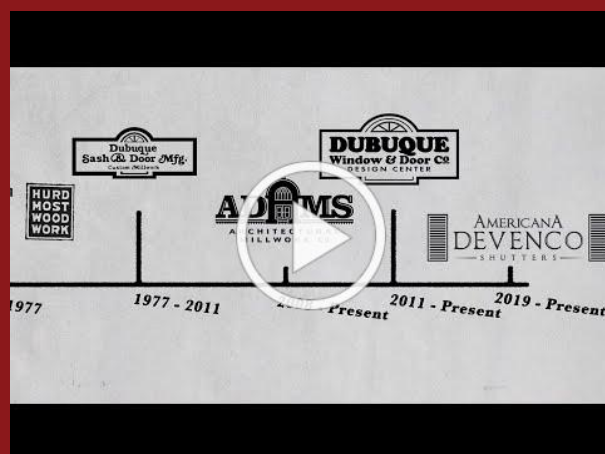 HURD
MOST
WOOD
WORK
1977
Dubuque
Sash & Door Mfg.
Custom Millwork
1977 - 2011
ADAMS
ARCHITECTURAL
MILLWORK CO
- Present
DUBUQUE
Window & Door Co
DESIGN CENTER
2011 - Present
AMERICANA
DEVENCO
SHUTTERS
2019 - Present